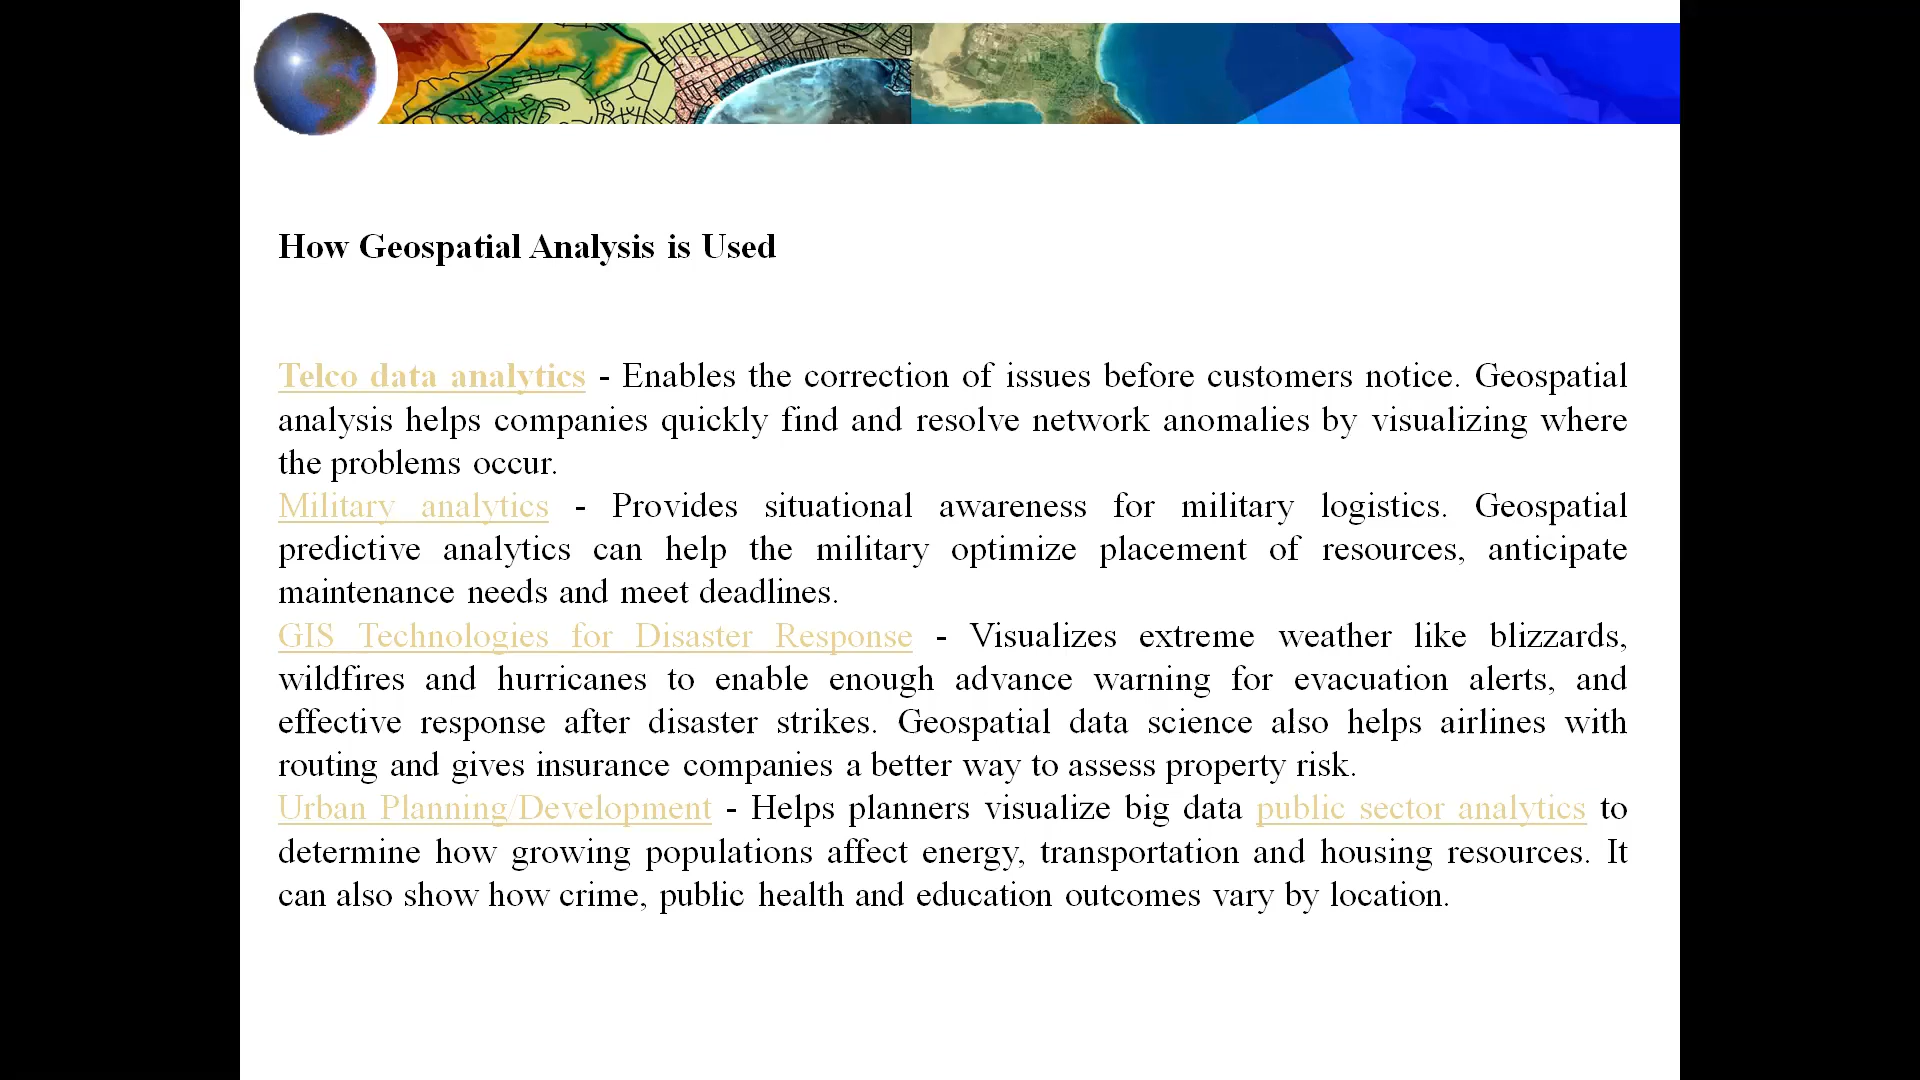 How Geospatial Analysis is Used
Telco data analytics - Enables the correction of issues before customers notice. Geospatial
analysis helps companies quickly find and resolve network anomalies by visualizing where
the problems occur.
Military analytics - Provides situational awareness for military logistics. Geospatial
predictive analytics can help the military optimize placement of resources, anticipate
maintenance needs and meet deadlines.
GIS Technologies for Disaster Response - Visualizes extreme weather like blizzards,
wildfires and hurricanes to enable enough advance warning for evacuation alerts, and
effective response after disaster strikes. Geospatial data science also helps airlines with
routing and gives insurance companies a better way to assess property risk.
Urban Planning/Development - Helps planners visualize big data public sector analytics to
determine how growing populations affect energy, transportation and housing resources. It
can also show how crime, public health and education outcomes vary by location.